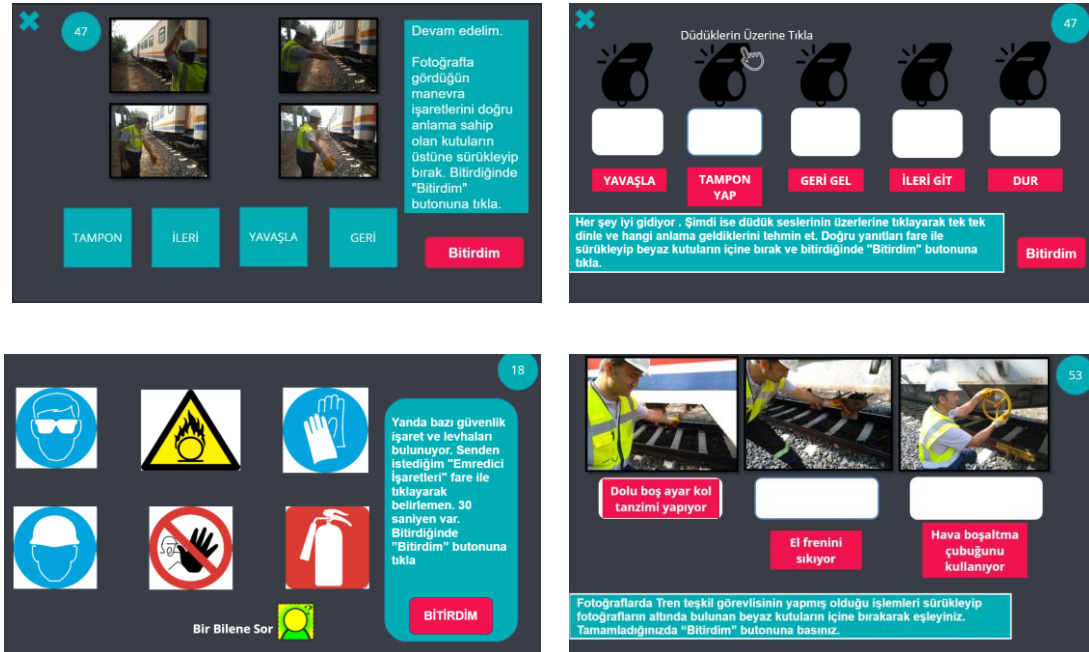 47
Devam edelim.
Fotoğrafta
gördüğün
manevra
işaretlerini doğru
anlama sahip
olan kutuların
üstüne sürükleyip
bırak. Bitirdiğinde
"Bitirdim"
butonuna tıkla.
TAMPON
İLERİ
YAVAŞLA
GERİ
Bitirdim
47
Düdüklerin Üzerine Tıkla
YAVAŞLA
TAMPON
YAP
GERİ GEL
İLERİ GİT
DUR
Her şey iyi gidiyor . Şimdi ise düdük seslerinin üzerlerine tıklayarak tek tek
dinle ve hangi anlama geldiklerini tehmin et. Doğru yanıtları fare ile
sürükleyip beyaz kutuların içine bırak ve bitirdiğinde "Bitirdim" butonuna
tıkla.
Bitirdim
18
Yanda bazı güvenlik
işaret ve levhaları
bulunuyor. Senden
istediğim "Emredici
İşaretleri" fare ile
tıklayarak
belirlemen. 30
saniyen var.
Bitirdiğinde
"Bitirdim" butonuna
tıkla
BİTİRDİM
Bir Bilene Sor
53
Dolu boş ayar kol
tanzimi yapıyor
El frenini
sıkıyor
Hava boşaltma
çubuğunu
kullanıyor
Fotoğraflarda Tren teşkil görevlisinin yapmış olduğu işlemleri sürükleyip
fotoğrafların altında bulunan beyaz kutuların içine bırakarak eşleyiniz.
Tamamladığınızda “Bitirdim” butonuna basınız.